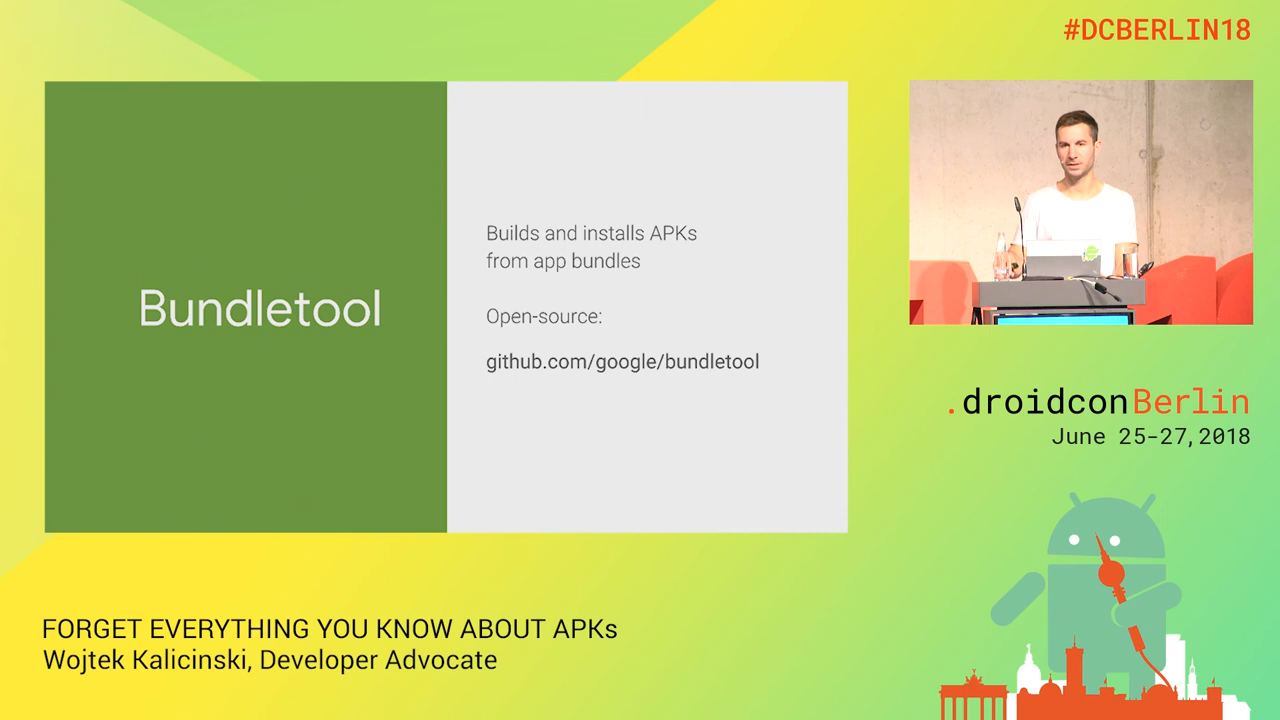 #DCBERLIN18
Bundletool
Builds and installs APKs
from app bundles
Open-source:
github.com/google/bundletool
.droidconBerlin
June 25-27, 2018
FORGET EVERYTHING YOU KNOW ABOUT APKs
Wojtek Kalicinski, Developer Advocate